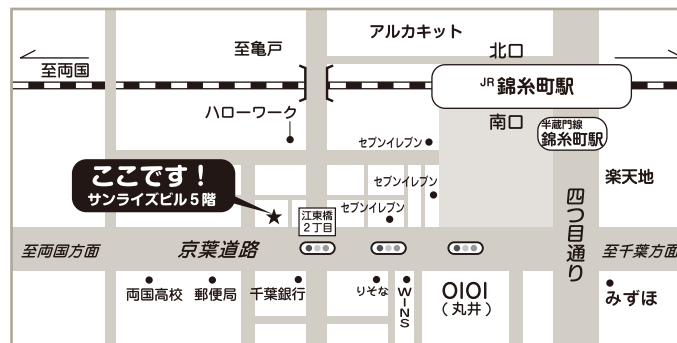 アルカキット
至亀戸
北口
至両国
JR 錦糸町駅
ハローワーク
南口
半蔵門線
錦糸町駅
セブンイレブン
ここです！
サンライズビル5階
セブンイレブン
楽天地
セブンイレブン
江東橋
2丁目
四つ目通り
至両国方面
京葉道路
至千葉方面
両国高校
郵便局
千葉銀行
りそな
WINS
OIOI
（丸井）
みずほ